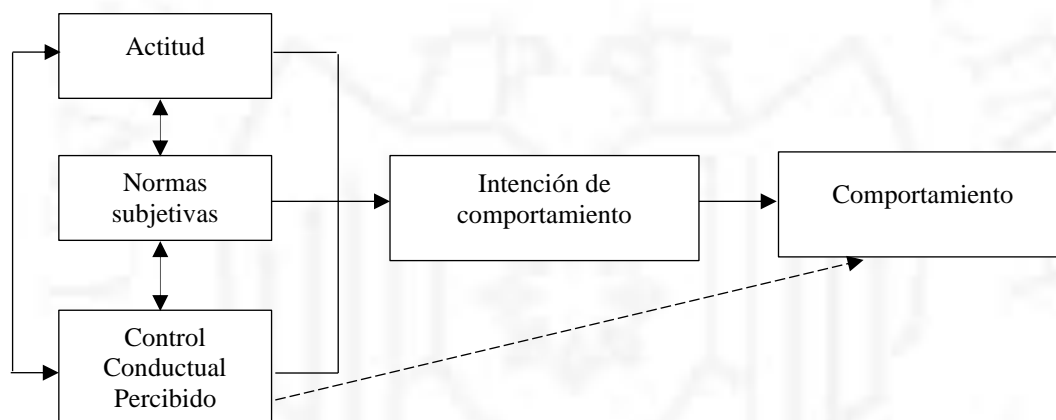 Actitud
Normas
subjetivas
Intención de
comportamiento
Comportamiento
Control
Conductual
Percibido